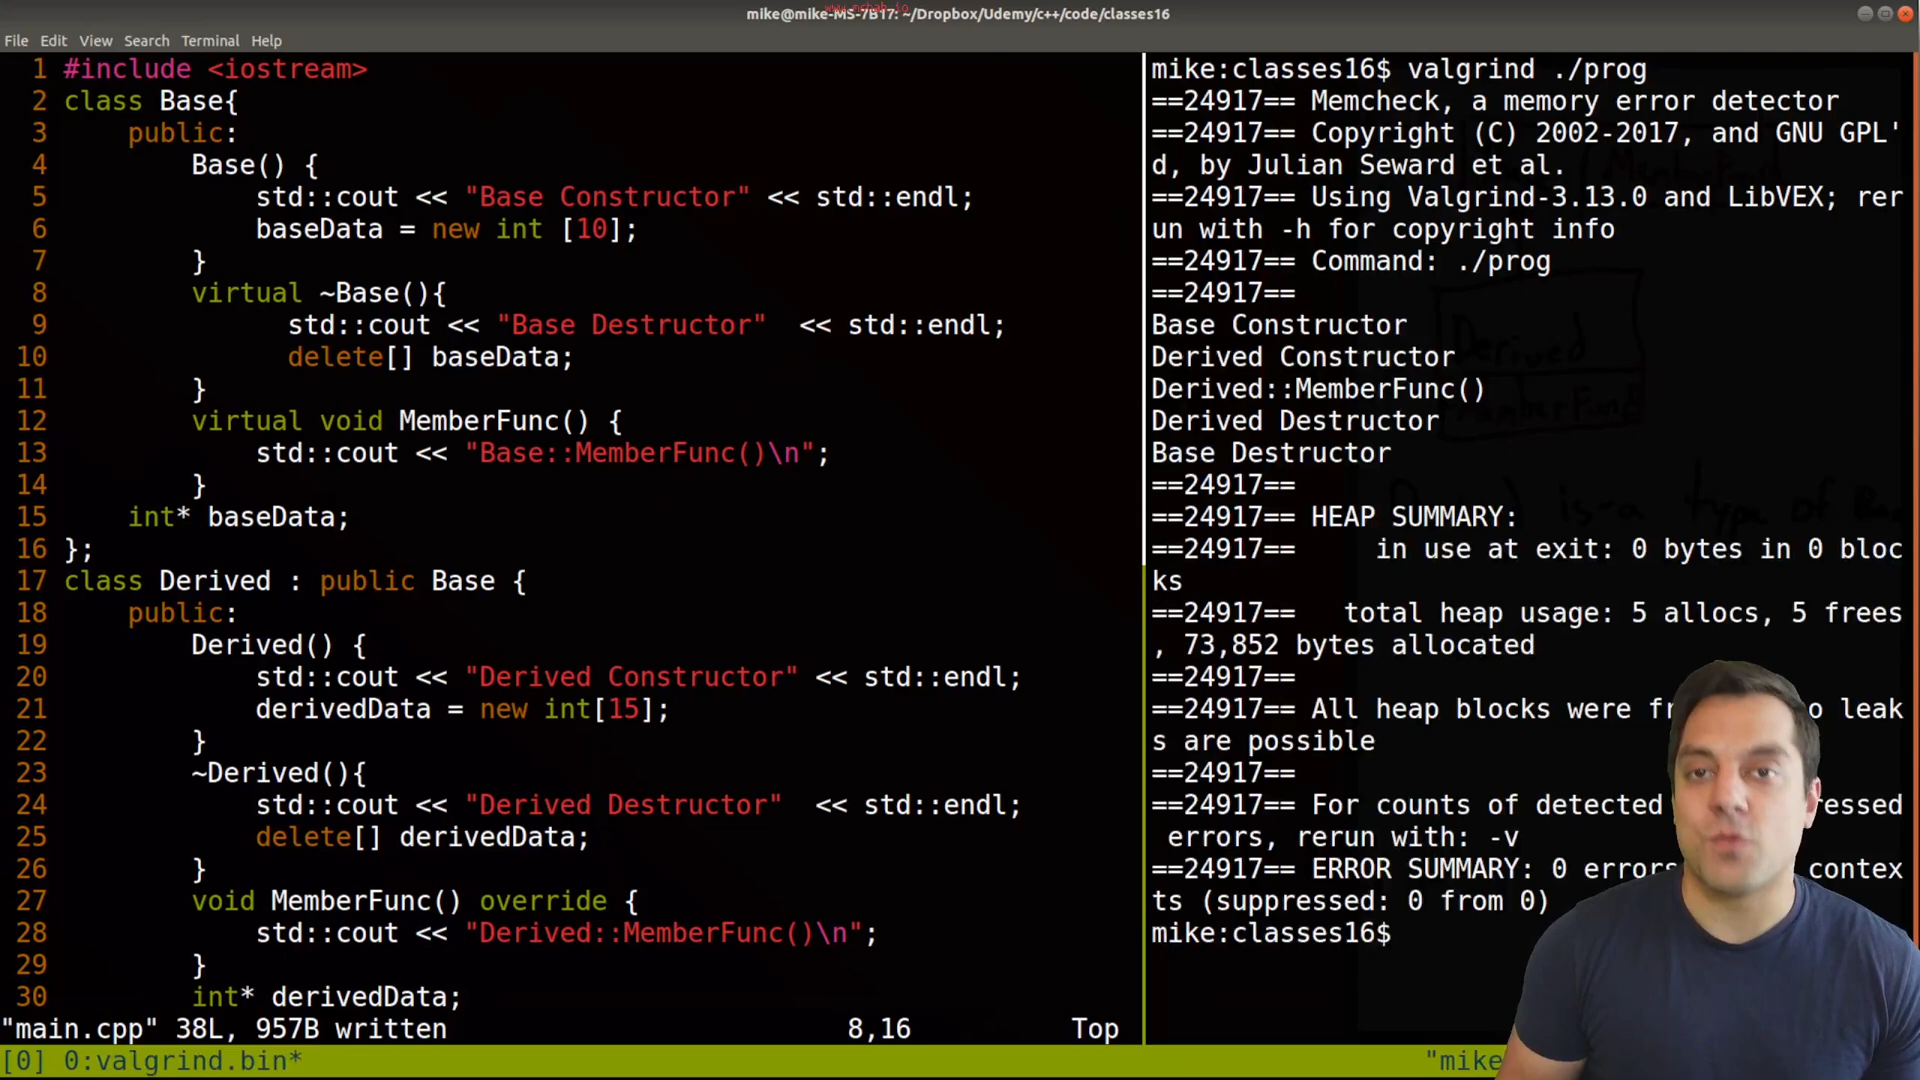 www.mshab.io
mike@mike-MS-7B17: ~/Dropbox/Udemy/c++/code/classes16
File Edit View Search Terminal Help
1 #include <iostream>
2 class Base{
3     public:
4         Base() {
5             std::cout << "Base Constructor" << std::endl;
6             baseData = new int [10];
7         }
8         virtual ~Base(){
9               std::cout << "Base Destructor"  << std::endl;
10               delete[] baseData;
11         }
12         virtual void MemberFunc() {
13             std::cout << "Base::MemberFunc()\n";
14         }
15     int* baseData;
16 };
17 class Derived : public Base {
18     public:
19         Derived() {
20             std::cout << "Derived Constructor" << std::endl;
21             derivedData = new int[15];
22         }
23         ~Derived(){
24             std::cout << "Derived Destructor"  << std::endl;
25             delete[] derivedData;
26         }
27         void MemberFunc() override {
28             std::cout << "Derived::MemberFunc()\n";
29         }
30         int* derivedData;
"main.cpp" 38L, 957B written 8,16 Top
mike:classes16$ valgrind ./prog
==24917== Memcheck, a memory error detector
==24917== Copyright (C) 2002-2017, and GNU GPL'
d, by Julian Seward et al.
==24917== Using Valgrind-3.13.0 and LibVEX; rer
un with -h for copyright info
==24917== Command: ./prog
==24917==
Base Constructor
Derived Constructor
Derived::MemberFunc()
Derived Destructor
Base Destructor
==24917==
==24917== HEAP SUMMARY:
==24917==     in use at exit: 0 bytes in 0 bloc
ks
==24917==   total heap usage: 5 allocs, 5 frees
, 73,852 bytes allocated
==24917==
==24917== All heap blocks were fr o leak
s are possible
==24917==
==24917== For counts of detected ressed
 errors, rerun with: -v
==24917== ERROR SUMMARY: 0 errors contex
ts (suppressed: 0 from 0)
mike:classes16$
[0] 0:valgrind.bin* "mike